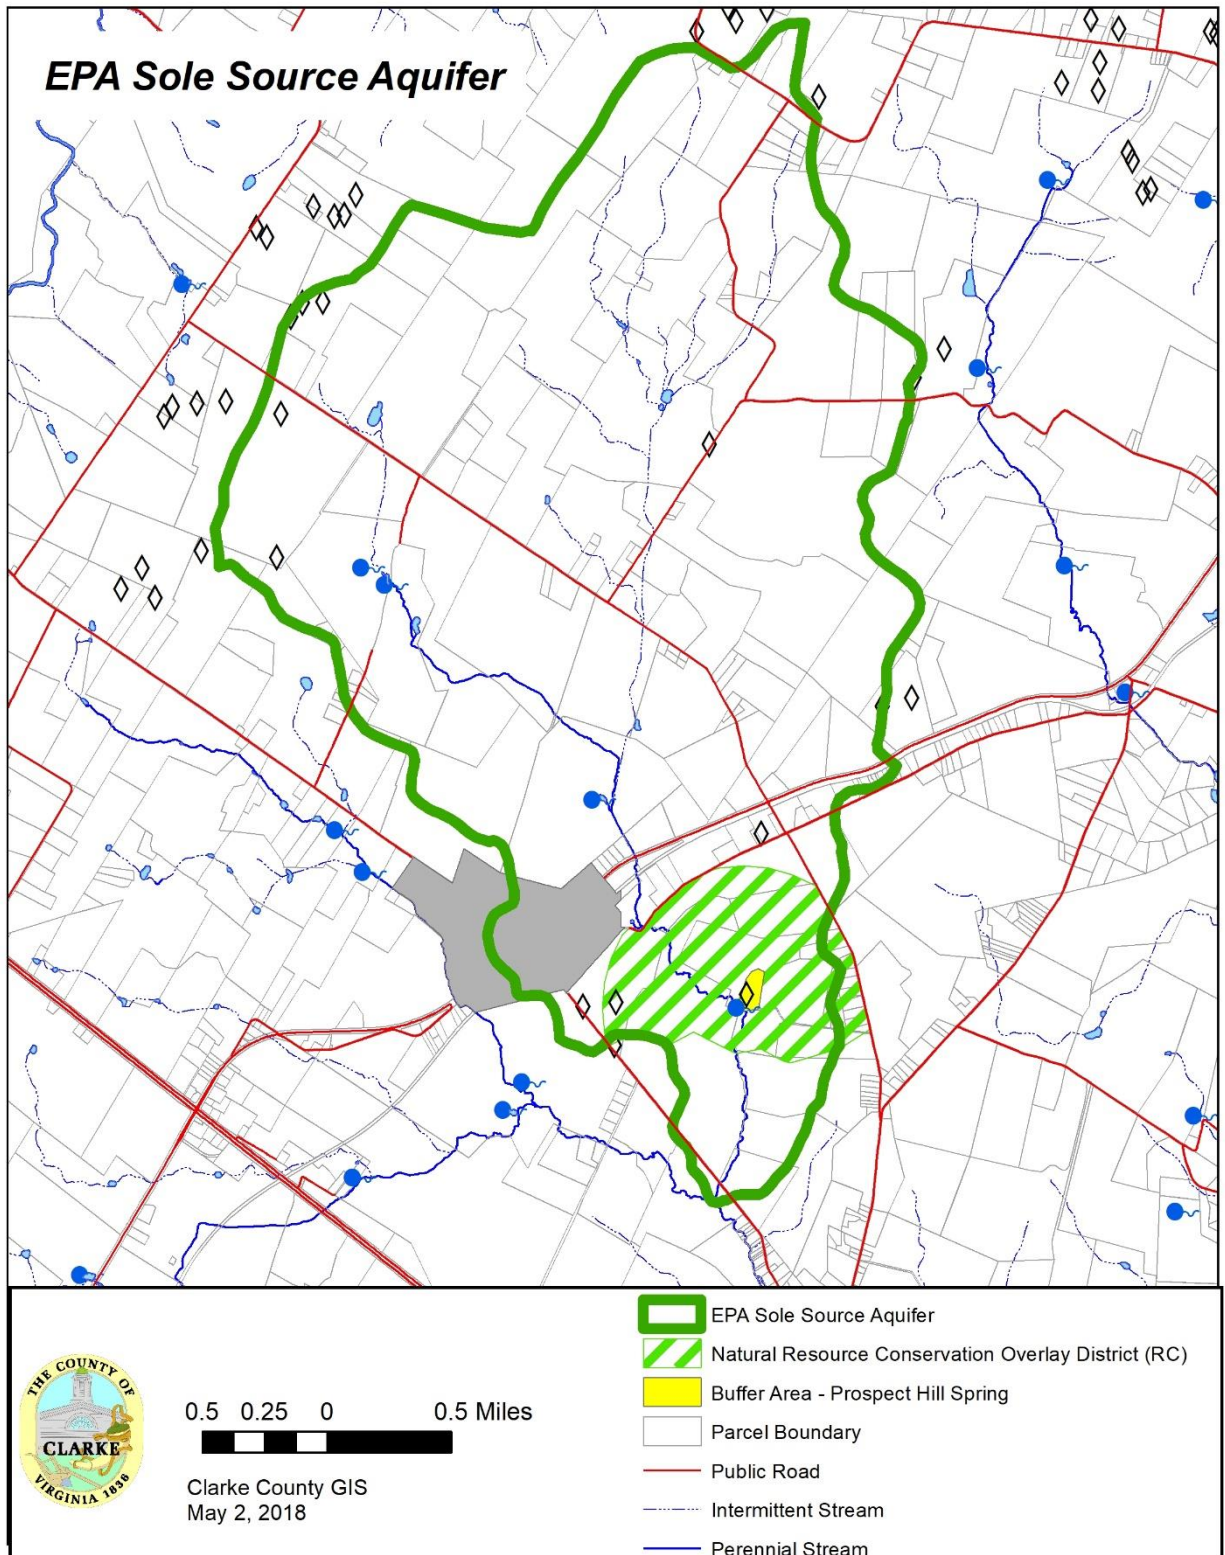 EPA Sole Source Aquifer
EPA Sole Source Aquifer
Natural Resource Conservation Overlay District (RC)
Buffer Area - Prospect Hill Spring
Parcel Boundary
Public Road
Intermittent Stream
Perennial Stream
THE COUNTY OF
CLARKE
VIRGINIA 1836
0.5 0.25 0 0.5 Miles
Clarke County GIS
May 2, 2018